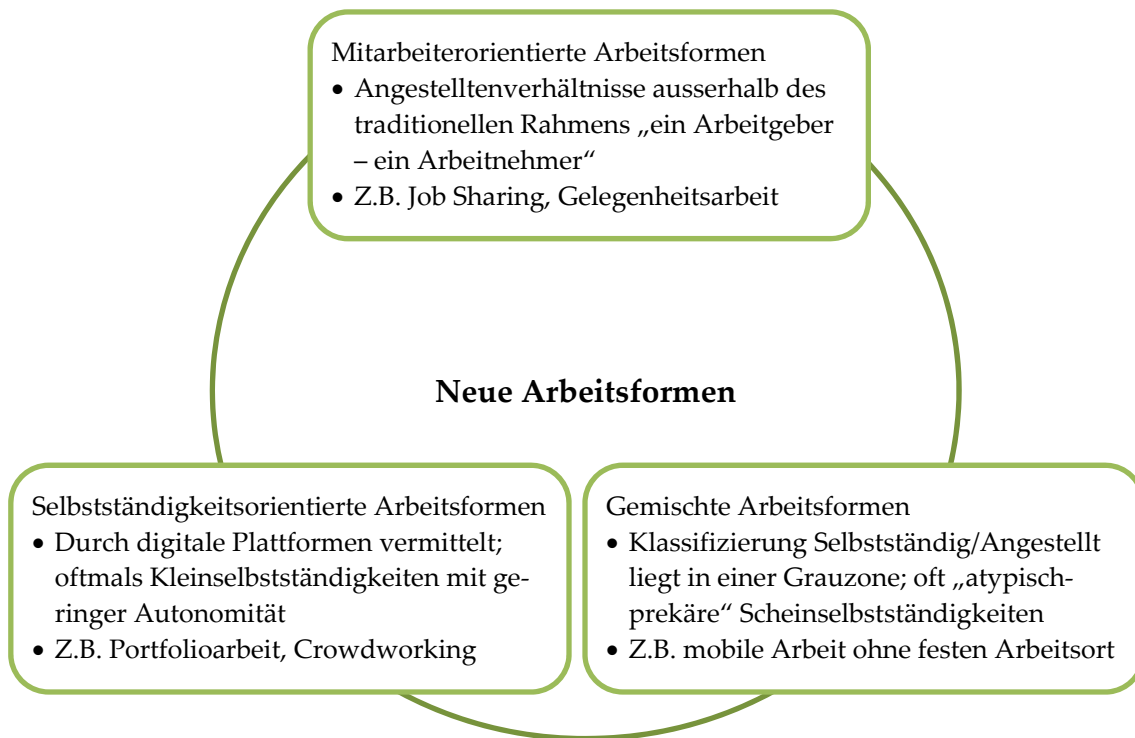 Mitarbeiterorientierte Arbeitsformen
• Angestelltenverhältnisse ausserhalb des
traditionellen Rahmens „ein Arbeitgeber
– ein Arbeitnehmer“
• Z.B. Job Sharing, Gelegenheitsarbeit
Neue Arbeitsformen
Selbstständigkeitsorientierte Arbeitsformen
• Durch digitale Plattformen vermittelt;
oftmals Kleinselbstständigkeiten mit ge-
ringer Autonomität
• Z.B. Portfolioarbeit, Crowdworking
Gemischte Arbeitsformen
• Klassifizierung Selbstständig/Angestellt
liegt in einer Grauzone; oft „atypisch-
prekäre“ Scheinselbstständigkeiten
• Z.B. mobile Arbeit ohne festen Arbeitsort